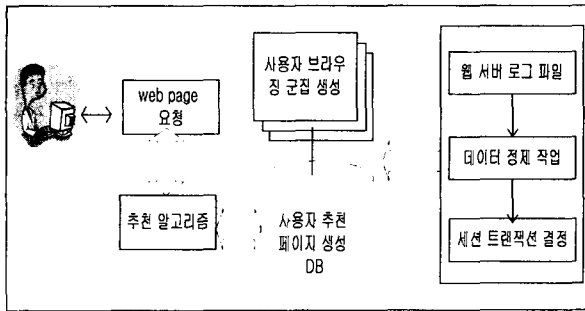 web page
요청
추천 알고리즘
사용자 브라우
징 군집 생성
사용자 추천
페이지 생성
DB
웹 서버 로그 파일
데이터 정제 작업
세션 트랜잭션 결정